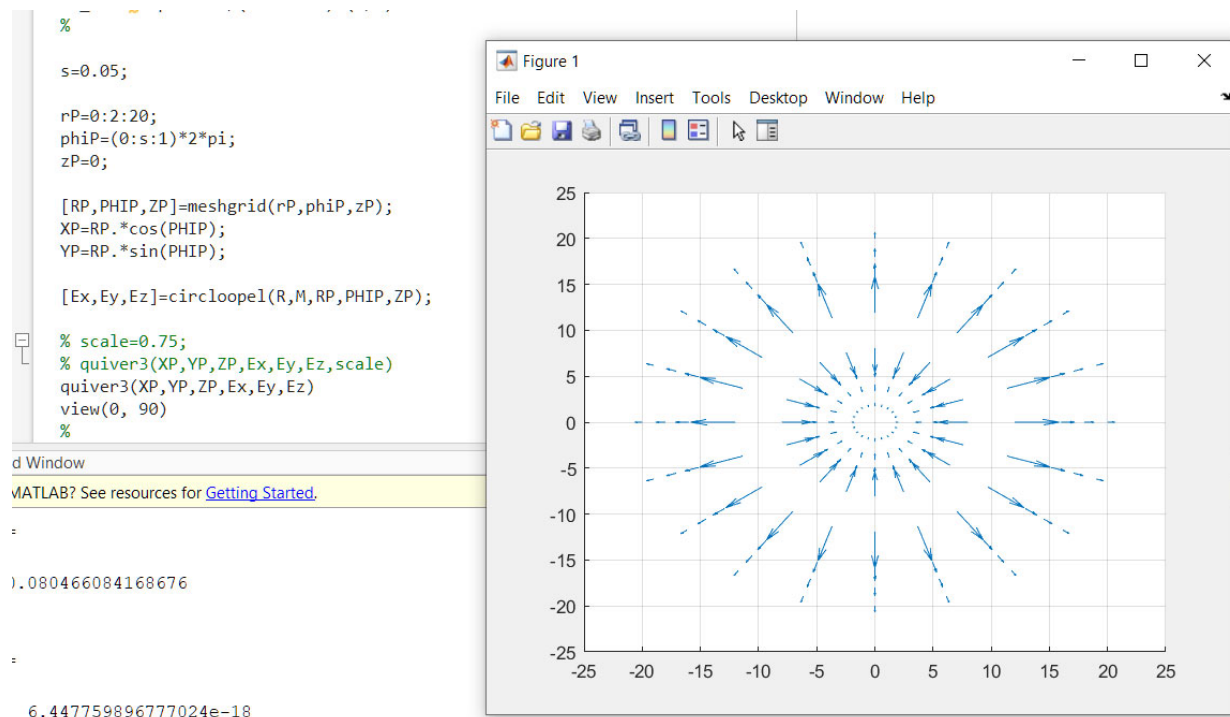 %
s=0.05;
rP=0:2:20;
phiP=(0:s:1)*2*pi;
zP=0;
[RP,PHIP,ZP]=meshgrid(rP,phiP,zP);
XP=RP.*cos(PHIP);
YP=RP.*sin(PHIP);
[Ex,Ey,Ez]=circloopel(R,M,RP,PHIP,ZP);
% scale=0.75;
% quiver3(XP,YP,ZP,Ex,Ey,Ez,scale)
quiver3(XP,YP,ZP,Ex,Ey,Ez)
view(0, 90)
%
d Window
MATLAB? See resources for Getting Started.
=
0.080466084168676
=
6.447759896777024e-18
Figure 1
File Edit View Insert Tools Desktop Window Help
25
20
15
10
5
0
-5
-10
-15
-20
-25
-25 -20 -15 -10 -5 0 5 10 15 20 25